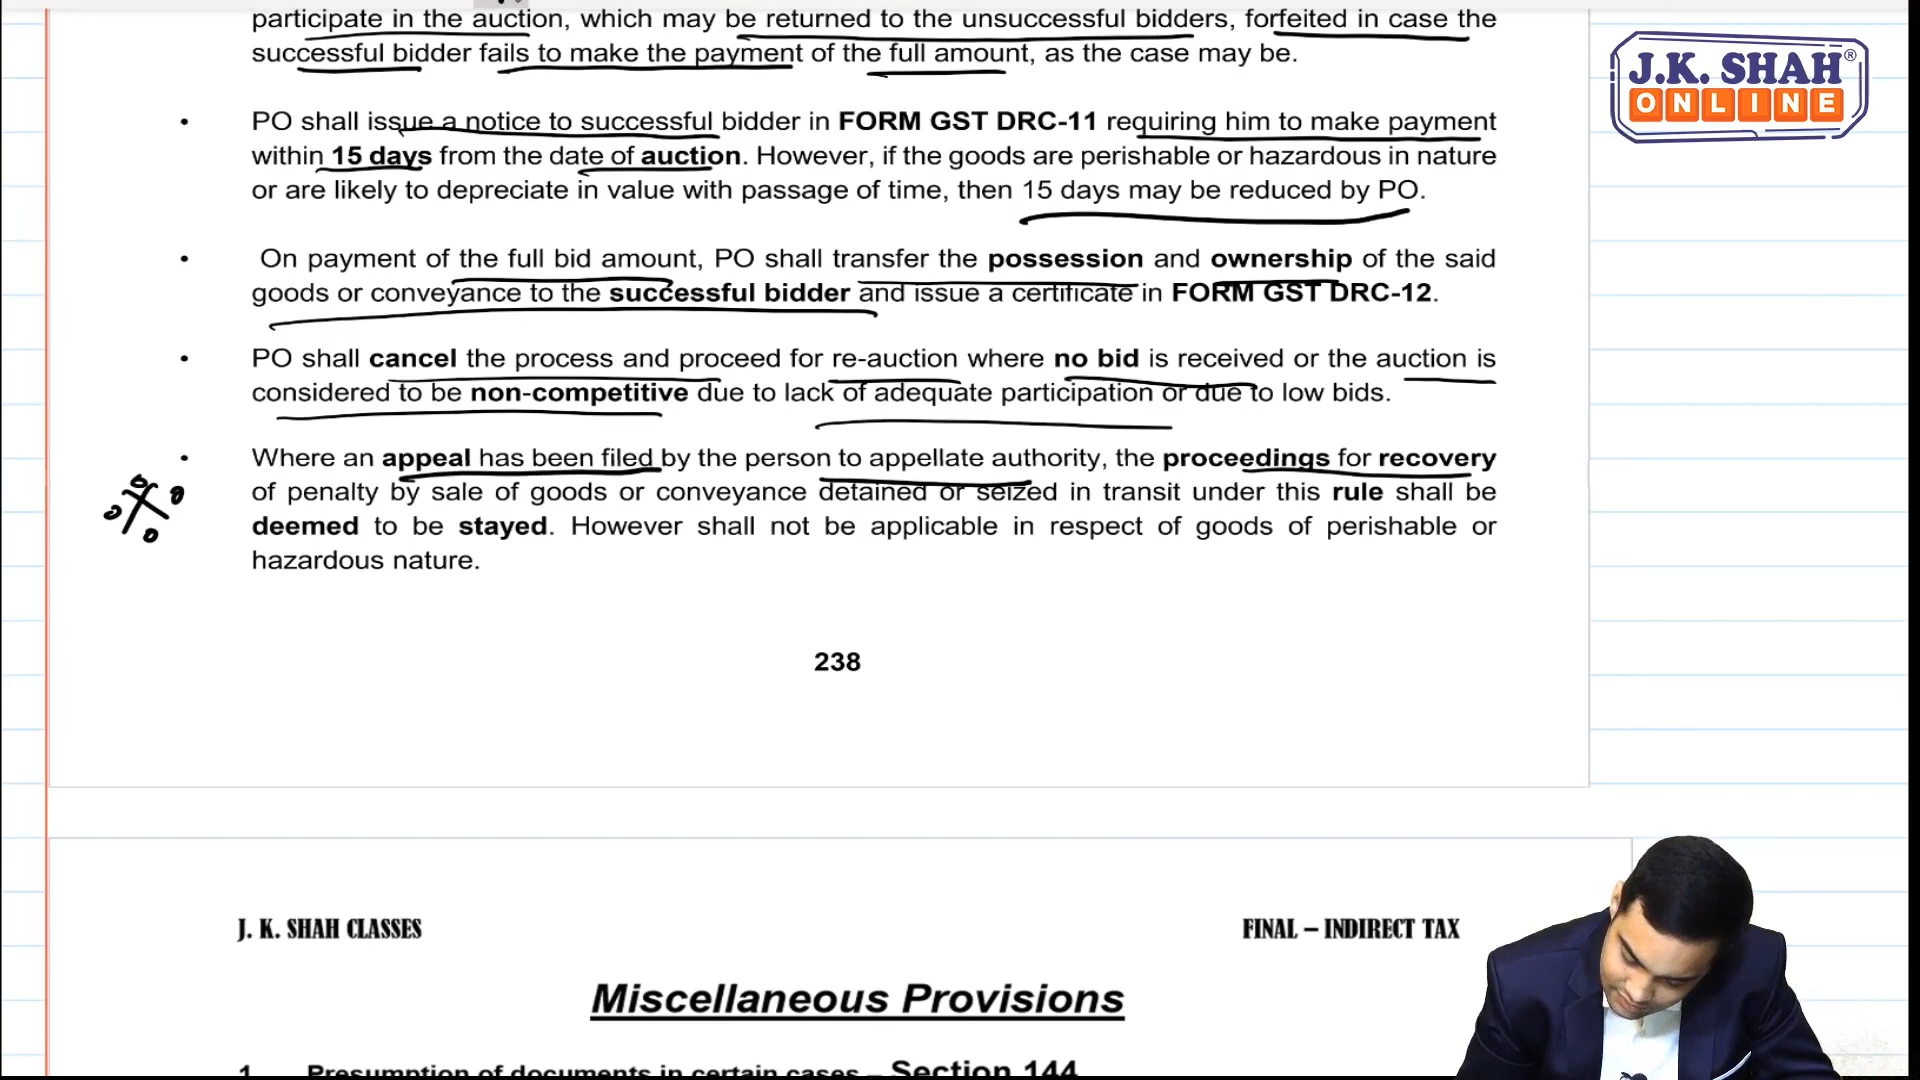 participate in the auction, which may be returned to the unsuccessful bidders, forfeited in case the
successful bidder fails to make the payment of the full amount, as the case may be.
• PO shall issue a notice to successful bidder in FORM GST DRC-11 requiring him to make payment
within 15 days from the date of auction. However, if the goods are perishable or hazardous in nature
or are likely to depreciate in value with passage of time, then 15 days may be reduced by PO.
• On payment of the full bid amount, PO shall transfer the possession and ownership of the said
goods or conveyance to the successful bidder and issue a certificate in FORM GST DRC-12.
• PO shall cancel the process and proceed for re-auction where no bid is received or the auction is
considered to be non-competitive due to lack of adequate participation or due to low bids.
• Where an appeal has been filed by the person to appellate authority, the proceedings for recovery
of penalty by sale of goods or conveyance detained or seized in transit under this rule shall be
deemed to be stayed. However shall not be applicable in respect of goods of perishable or
hazardous nature.
238
J.K. SHAH®
ONLINE
J. K. SHAH CLASSES FINAL – INDIRECT TAX
Miscellaneous Provisions
1. Presumption of documents in certain cases – Section 144